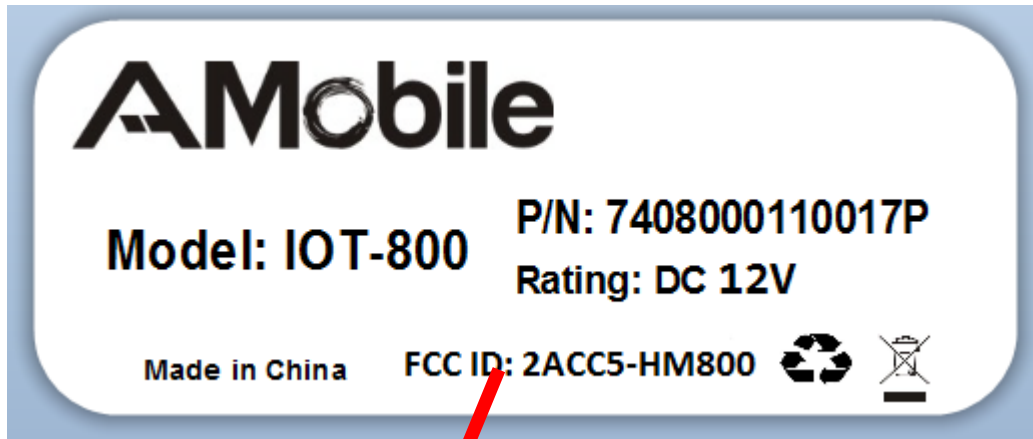 AMobile
Model: IOT-800
P/N: 7408000110017P
Rating: DC 12V
Made in China
FCC ID: 2ACC5-HM800